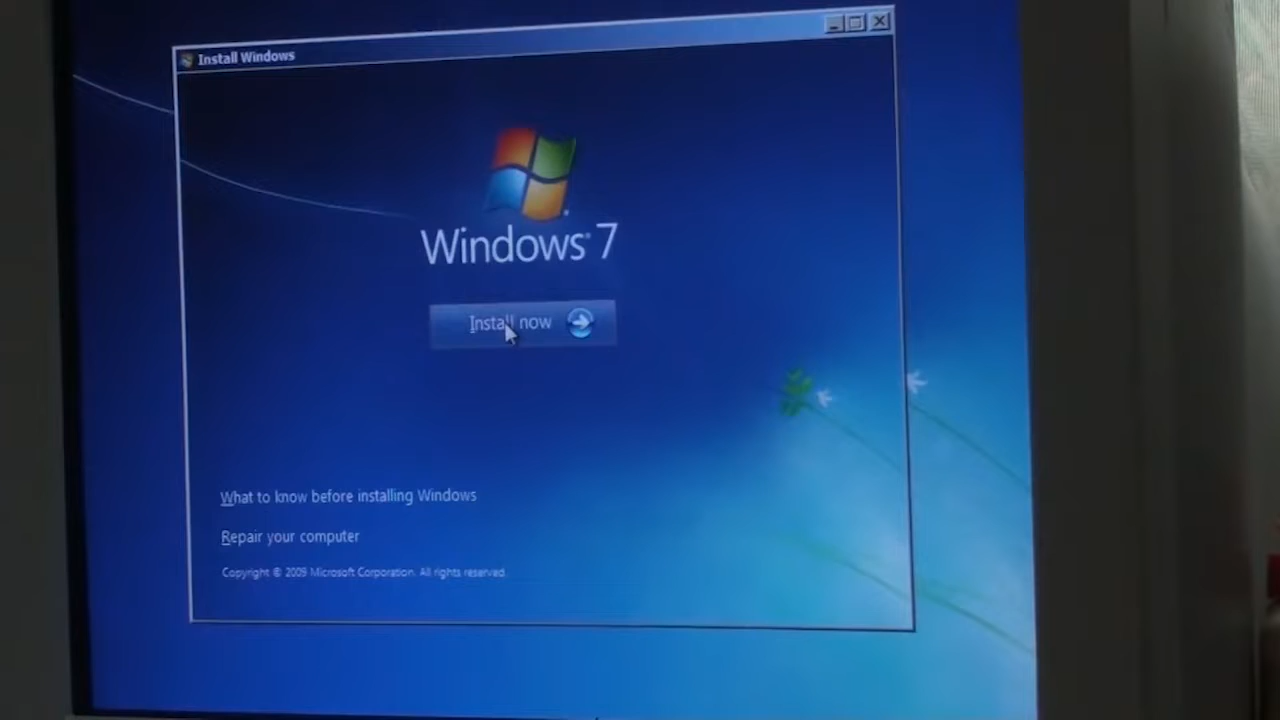 Install Windows
Windows® 7
Install now
What to know before installing Windows
Repair your computer
Copyright © 2009 Microsoft Corporation. All rights reserved.